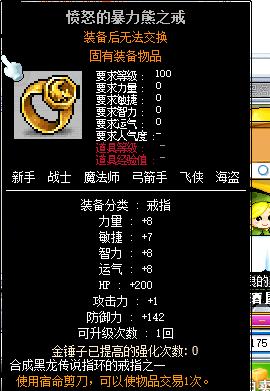 愤怒的暴力熊之戒
装备后无法交换
固有装备物品
要求等级 : 100
要求力量 : 0
要求敏捷 : 0
要求智力 : 0
要求运气 : 0
要求人气度 : -
道具等级 : -
道具经验值 : -
新手 战士 魔法师 弓箭手 飞侠 海盗
装备分类 : 戒指
力量 : +8
敏捷 : +7
智力 : +8
运气 : +8
HP : +200
攻击力 : +1
防御力 : +142
可升级次数 : 1回
金锤子已提高的强化次数: 0
合成黑龙传说指环的戒指之一
使用宿命剪刀，可以使物品交易1次。
175